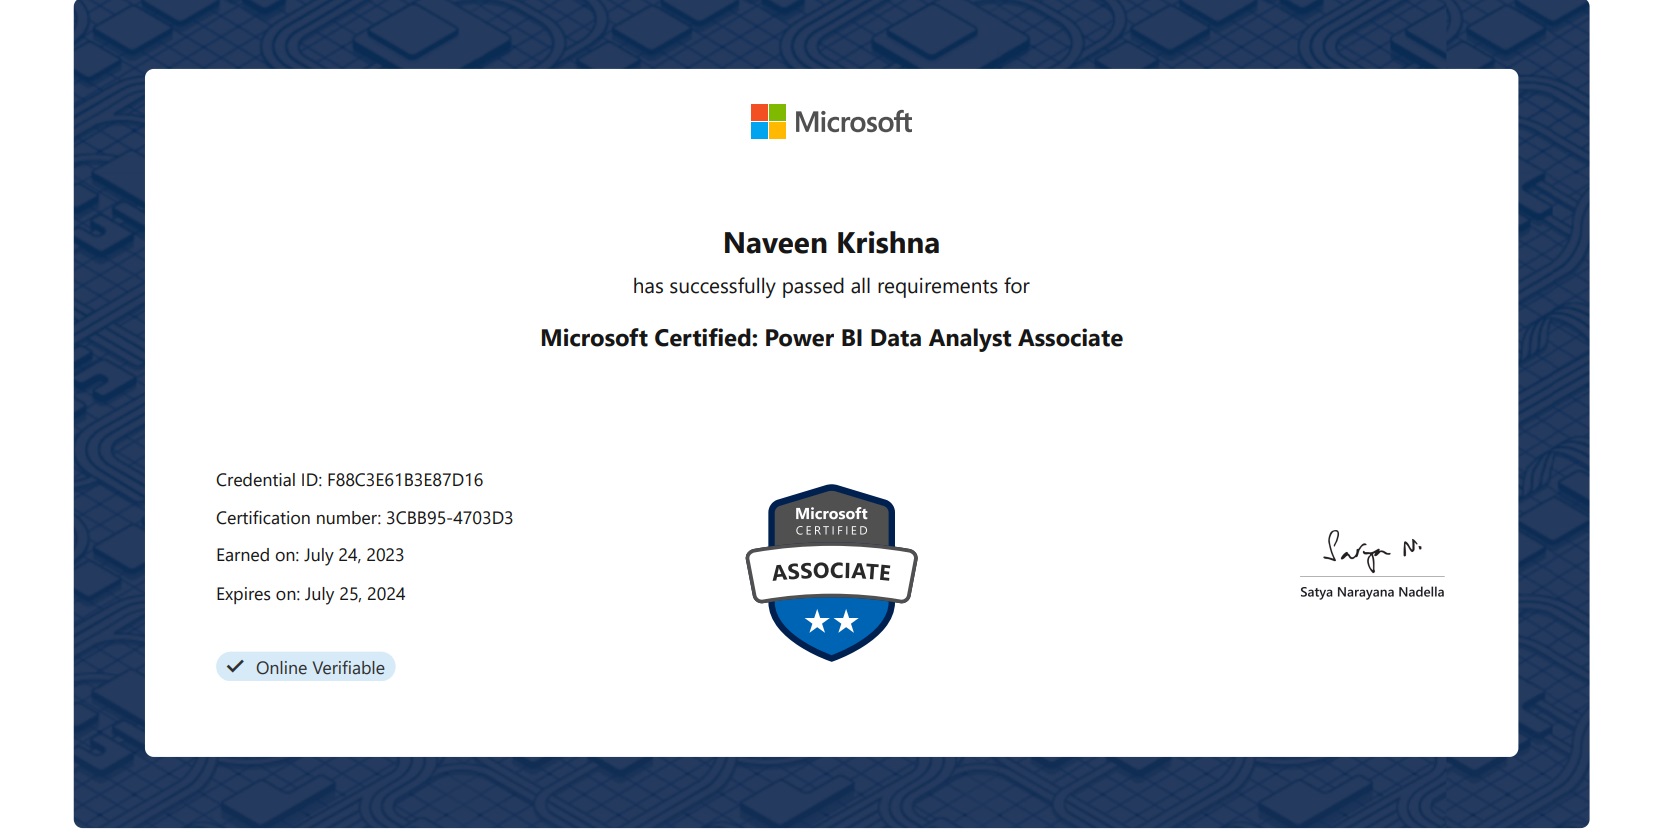 Microsoft
Naveen Krishna
has successfully passed all requirements for
Microsoft Certified: Power BI Data Analyst Associate
Credential ID: F88C3E61B3E87D16
Certification number: 3CBB95-4703D3
Earned on: July 24, 2023
Expires on: July 25, 2024
Online Verifiable
Microsoft
CERTIFIED
ASSOCIATE
Satya N.
Satya Narayana Nadella